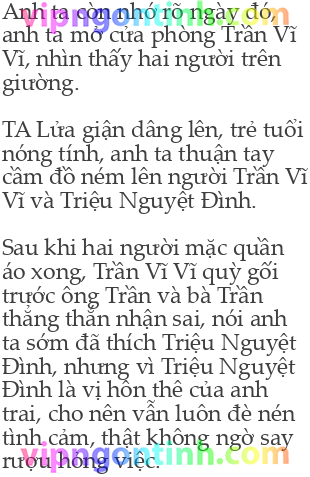 Anh ta còn nhớ rõ ngày đó,
anh ta mở cửa phòng Trần Vĩ
Vĩ, nhìn thấy hai người trên
giường.
TA Lửa giận dâng lên, trẻ tuổi
nóng tính, anh ta thuận tay
cầm đồ ném lên người Trần Vĩ
Vĩ và Triệu Nguyệt Đình.
Sau khi hai người mặc quần
áo xong, Trần Vĩ Vĩ quỳ gối
trước ông Trần và bà Trần
thẳng thắn nhận sai, nói anh
ta sớm đã thích Triệu Nguyệt
Đình, nhưng vì Triệu Nguyệt
Đình là vị hôn thê của anh
trai, cho nên vẫn luôn đè nén
tình cảm, thật không ngờ say
rượu hỏng việc.
vipngontinh.com
vipngontinh.com